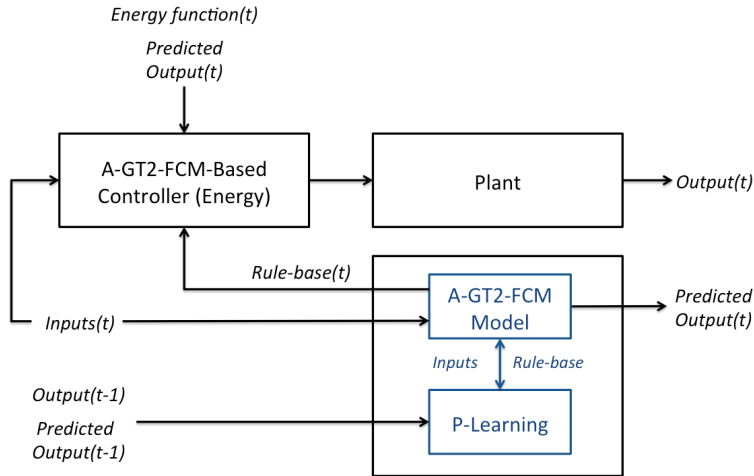 Energy function(t)
Predicted
Output(t)
A-GT2-FCM-Based
Controller (Energy)
Plant
Output(t)
Rule-base(t)
A-GT2-FCM
Model
Predicted
Output(t)
Inputs(t)
Inputs
Rule-base
Output(t-1)
Predicted
Output(t-1)
P-Learning